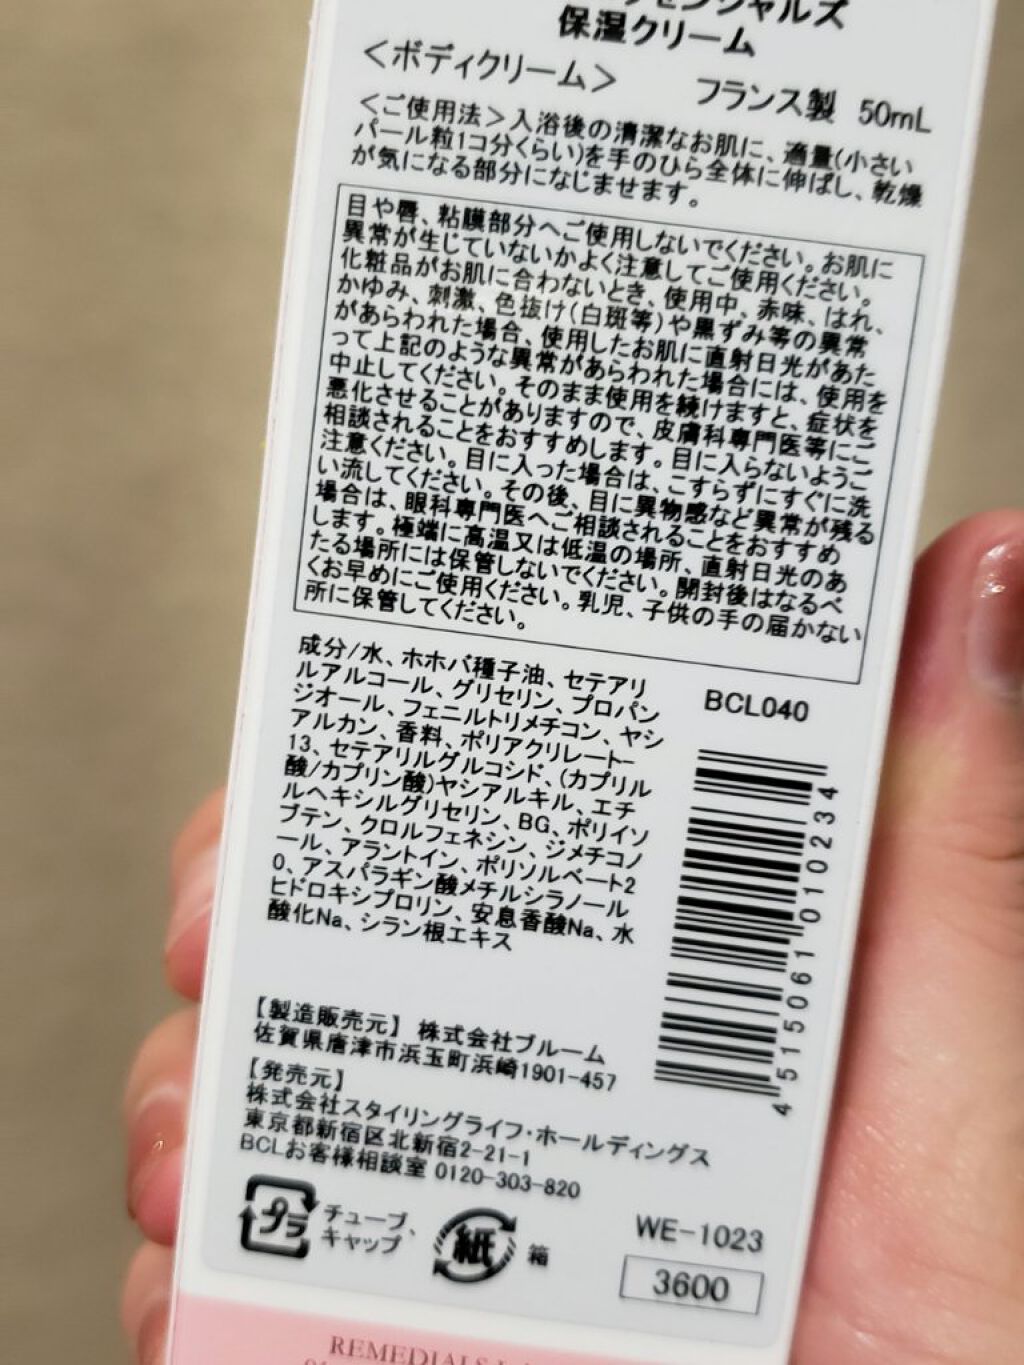 シャルズ
保湿クリーム
＜ボディクリーム＞ フランス製 50mL
＜ご使用法＞入浴後の清潔なお肌に、適量(小さい
パール粒1コ分くらい)を手のひら全体に伸ばし、乾燥
が気になる部分になじませます。
目や唇、粘膜部分へご使用しないでください。お肌に
異常が生じていないかよく注意してご使用ください。
化粧品がお肌に合わないとき、使用中、赤味、はれ、
かゆみ、刺激、色抜け(白斑等)や黒ずみ等の異常
があらわれた場合、使用したお肌に直射日光があた
って上記のような異常があらわれた場合には、使用を
中止してください。そのまま使用を続けますと、症状を
悪化させることがありますので、皮膚科専門医等にご
相談されることをおすすめします。目に入らないようご
注意ください。目に入った場合は、こすらずにすぐに洗
い流してください。その後、目に異物感など異常が残る
場合は、眼科専門医へご相談されることをおすすめ
します。極端に高温又は低温の場所、直射日光のあ
たる場所には保管しないでください。開封後はなるべ
くお早めにご使用ください。乳児、子供の手の届かない
所に保管してください。
成分/水、ホホバ種子油、セテアリ
ルアルコール、グリセリン、プロパン
ジオール、フェニルトリメチコン、ヤシ
アルカン、香料、ポリアクリレート-
13、セテアリルグルコシド、(カプリル
酸/カプリン酸)ヤシアルキル、エチ
ルヘキシルグリセリン、BG、ポリイソ
ブテン、クロルフェネシン、ジメチコノ
ール、アラントイン、ポリソルベート2
0、アスパラギン酸メチルシラノール
ヒドロキシプロリン、安息香酸Na、水
酸化Na、シラン根エキス
BCL040
4515061010234
【製造販売元】 株式会社ブルーム
佐賀県唐津市浜玉町浜崎1901-457
【発売元】
株式会社スタイリングライフ・ホールディングス
東京都新宿区北新宿2-21-1
BCLお客様相談室 0120-303-820
プラ チューブ、
キャップ
紙 箱
WE-1023
3600
REMEDIALS